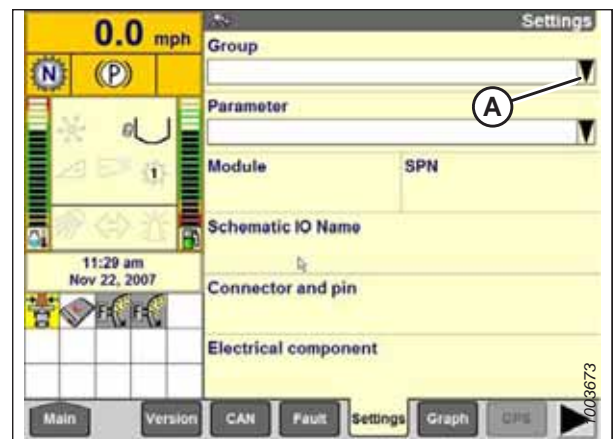 0.0 mph
Settings
Group
N
(P)
A
Parameter
Module
SPN
1
Schematic IO Name
11:29 am
Nov 22, 2007
Connector and pin
Electrical component
Main
Version
CAN
Fault
Settings
Graph
GPS
1003673